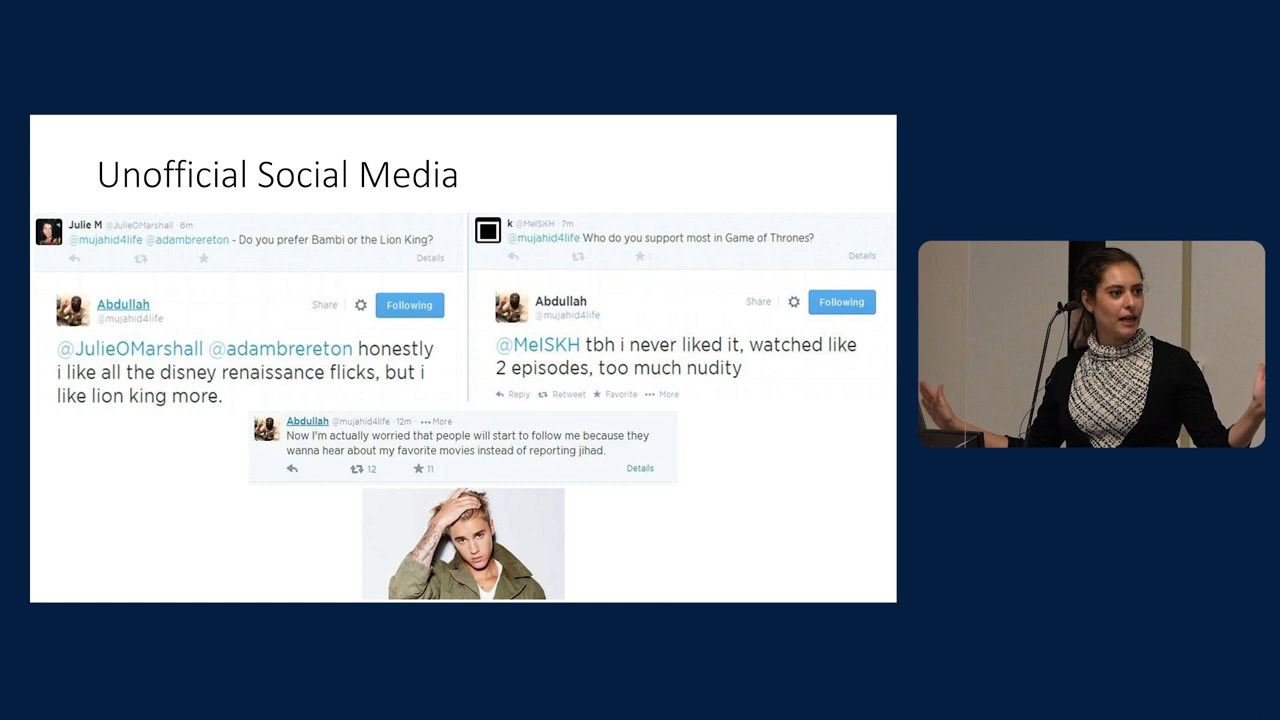 Unofficial Social Media
Julie M @JulieOMarshall · 6m
@mujahid4life @adambrereton - Do you prefer Bambi or the Lion King?
Details
Abdullah
@mujahid4life
Share
Following
@JulieOMarshall @adambrereton honestly
i like all the disney renaissance flicks, but i
like lion king more.
k @MeISKH · 7m
@mujahid4life Who do you support most in Game of Thrones?
1
Details
Abdullah
@mujahid4life
Share
Following
@MeISKH tbh i never liked it, watched like
2 episodes, too much nudity
Reply Retweet Favorite ••• More
Abdullah @mujahid4life · 12m · •••More
Now I'm actually worried that people will start to follow me because they
wanna hear about my favorite movies instead of reporting jihad.
12 11
Details